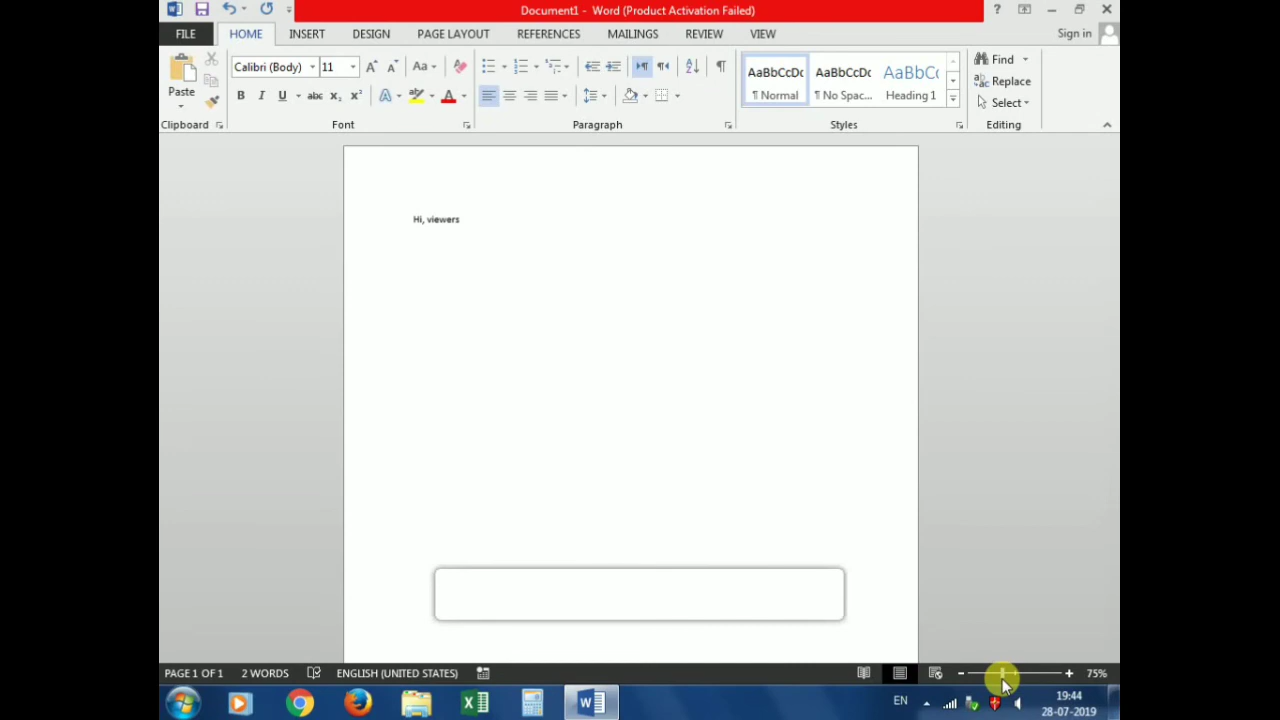 Document1 - Word (Product Activation Failed)
FILE HOME INSERT DESIGN PAGE LAYOUT REFERENCES MAILINGS REVIEW VIEW Sign in
Paste
Calibri (Body) 11
AaBbCcDc AaBbCcDc AaBbC
¶ Normal ¶ No Spac... Heading 1
Find
Replace
Select
Clipboard Font Paragraph Styles Editing
Hi, viewers
PAGE 1 OF 1 2 WORDS ENGLISH (UNITED STATES) 75%
EN 19:44
28-07-2019